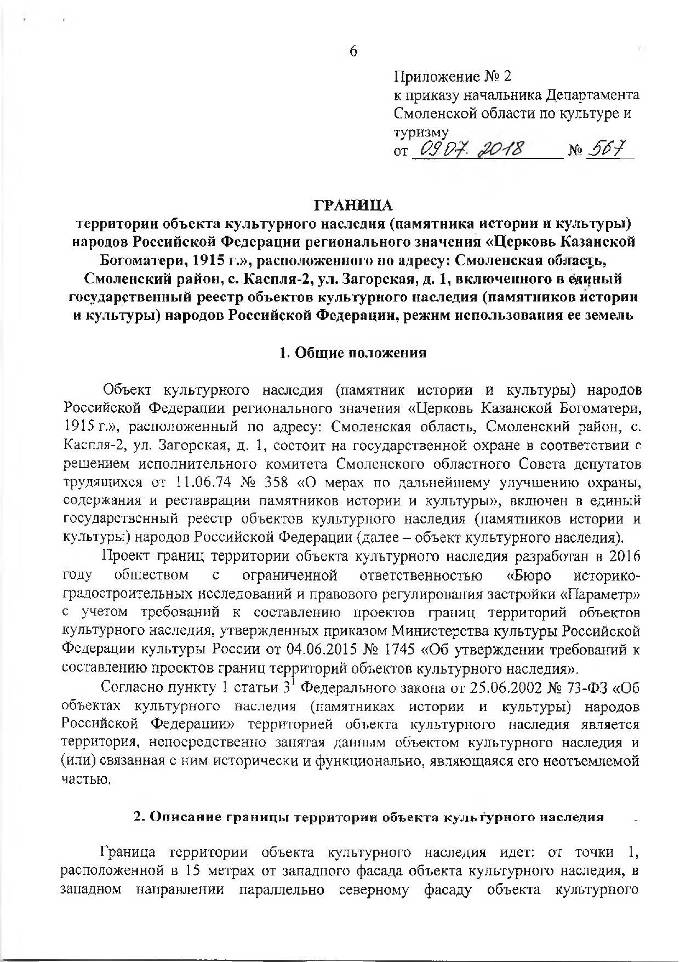 6
Приложение № 2
к приказу начальника Департамента
Смоленской области по культуре и
туризму
от 09.07. 2018 № 567
ГРАНИЦА
территории объекта культурного наследия (памятника истории и культуры)
народов Российской Федерации регионального значения «Церковь Казанской
Богоматери, 1915 г.», расположенного по адресу: Смоленская область,
Смоленский район, с. Каспля-2, ул. Загорская, д. 1, включенного в единый
государственный реестр объектов культурного наследия (памятников истории
и культуры) народов Российской Федерации, режим использования ее земель
1. Общие положения
Объект культурного наследия (памятник истории и культуры) народов
Российской Федерации регионального значения «Церковь Казанской Богоматери,
1915 г.», расположенный по адресу: Смоленская область, Смоленский район, с.
Каспля-2, ул. Загорская, д. 1, состоит на государственной охране в соответствии с
решением исполнительного комитета Смоленского областного Совета депутатов
трудящихся от 11.06.74 № 358 «О мерах по дальнейшему улучшению охраны,
содержания и реставрации памятников истории и культуры», включен в единый
государственный реестр объектов культурного наследия (памятников истории и
культуры) народов Российской Федерации (далее – объект культурного наследия).
Проект границ территории объекта культурного наследия разработан в 2016
году обществом с ограниченной ответственностью «Бюро историко-
градостроительных исследований и правового регулирования застройки «Параметр»
с учетом требований к составлению проектов границ территорий объектов
культурного наследия, утвержденных приказом Министерства культуры Российской
Федерации культуры России от 04.06.2015 № 1745 «Об утверждении требований к
составлению проектов границ территорий объектов культурного наследия».
Согласно пункту 1 статьи 3¹ Федерального закона от 25.06.2002 № 73-ФЗ «Об
объектах культурного наследия (памятниках истории и культуры) народов
Российской Федерации» территорией объекта культурного наследия является
территория, непосредственно занятая данным объектом культурного наследия и
(или) связанная с ним исторически и функционально, являющаяся его неотъемлемой
частью.
2. Описание границы территории объекта культурного наследия
Граница территории объекта культурного наследия идет: от точки 1,
расположенной в 15 метрах от западного фасада объекта культурного наследия, в
западном направлении параллельно северному фасаду объекта культурного